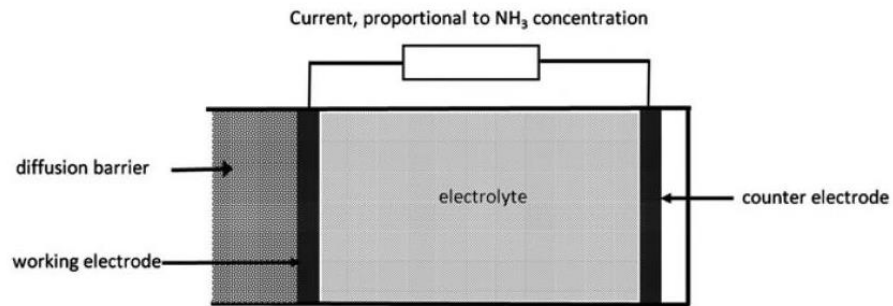 Current, proportional to NH₃ concentration
diffusion barrier
electrolyte
counter electrode
working electrode